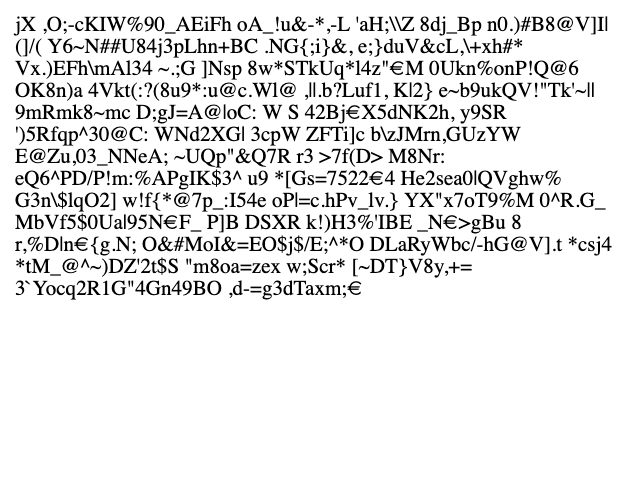 jX ,O;-cKIW%90_AEiFh oA_!u&-*,-L 'aH;\\Z 8dj_Bp n0.)#B8@V]I|
(]/( Y6~N##U84j3pLhn+BC .NG{;i}&, e;}duV&cL,\+xh#*
Vx.)EFh\mAl34 ~.;G ]Nsp 8w*STkUq*l4z"€M 0Ukn%onP!Q@6
OK8n)a 4Vkt(:?(8u9*:u@c.Wl@ ,||.b?Luf1, K|2} e~b9ukQV!"Tk'~||
9mRmk8~mc D;gJ=A@|oC: W S 42Bj€X5dNK2h, y9SR
')5Rfqp^30@C: WNd2XG| 3cpW ZFTi]c b\zJMrn,GUzYW
E@Zu,03_NNeA; ~UQp"&Q7R r3 >7f(D> M8Nr:
eQ6^PD/P!m:%APgIK$3^ u9 *[Gs=7522€4 He2sea0|QVghw%
G3n\$lqO2] w!f{*@7p_:I54e oP|=c.hPv_lv.} YX"x7oT9%M 0^R.G_
MbVf5$0Ua|95N€F_ P]B DSXR k!)H3%'IBE _N€>gBu 8
r,%D|n€{g.N; O&#MoI&=EO$j$/E;^*O DLaRyWbc/-hG@V].t *csj4
*tM_@^~)DZ'2t$S "m8oa=zex w;Scr* [~DT}V8y,+=
3`Yocq2R1G"4Gn49BO ,d-=g3dTaxm;€